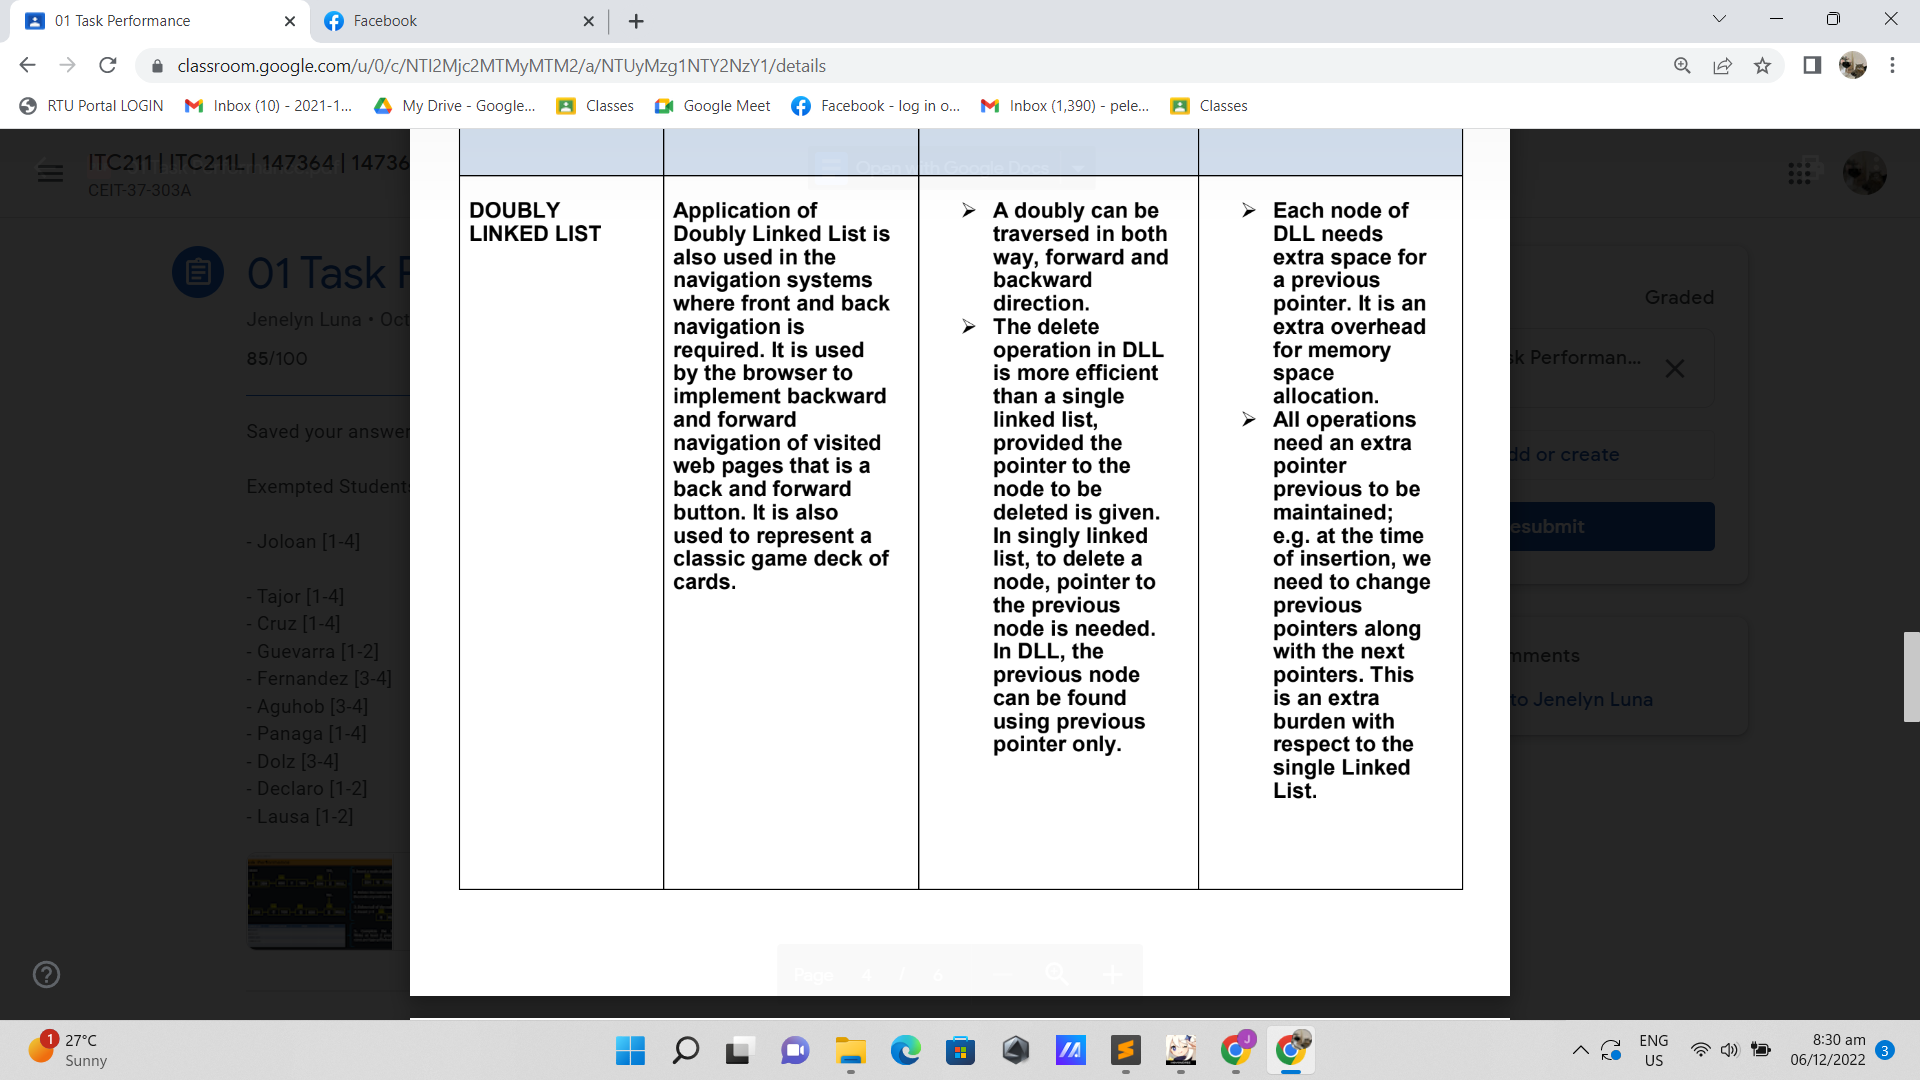 01 Task Performance
Facebook
classroom.google.com/u/0/c/NTI2Mjc2MTMyMTM2/a/NTUyMzg1NTY2NzY1/details
RTU Portal LOGIN
Inbox (10) - 2021-1...
My Drive - Google...
Classes
Google Meet
Facebook - log in o...
Inbox (1,390) - pele...
Classes
ITC211 | ITC211L | 147364 | 14736
CEIT-37-303A
Open with Google Docs
01 Task P
Jenelyn Luna • Oct
85/100
Saved your answer
Exempted Students
- Joloan [1-4]
- Tajor [1-4]
- Cruz [1-4]
- Guevarra [1-2]
- Fernandez [3-4]
- Aguhob [3-4]
- Panaga [1-4]
- Dolz [3-4]
- Declaro [1-2]
- Lausa [1-2]
DOUBLY
LINKED LIST
Application of
Doubly Linked List is
also used in the
navigation systems
where front and back
navigation is
required. It is used
by the browser to
implement backward
and forward
navigation of visited
web pages that is a
back and forward
button. It is also
used to represent a
classic game deck of
cards.
➢ A doubly can be
traversed in both
way, forward and
backward
direction.
➢ The delete
operation in DLL
is more efficient
than a single
linked list,
provided the
pointer to the
node to be
deleted is given.
In singly linked
list, to delete a
node, pointer to
the previous
node is needed.
In DLL, the
previous node
can be found
using previous
pointer only.
➢ Each node of
DLL needs
extra space for
a previous
pointer. It is an
extra overhead
for memory
space
allocation.
➢ All operations
need an extra
pointer
previous to be
maintained;
e.g. at the time
of insertion, we
need to change
previous
pointers along
with the next
pointers. This
is an extra
burden with
respect to the
single Linked
List.
Graded
sk Performan...
dd or create
esubmit
mments
to Jenelyn Luna
Page 4 / 6
1
27°C
Sunny
J
ENG
US
8:30 am
06/12/2022
3